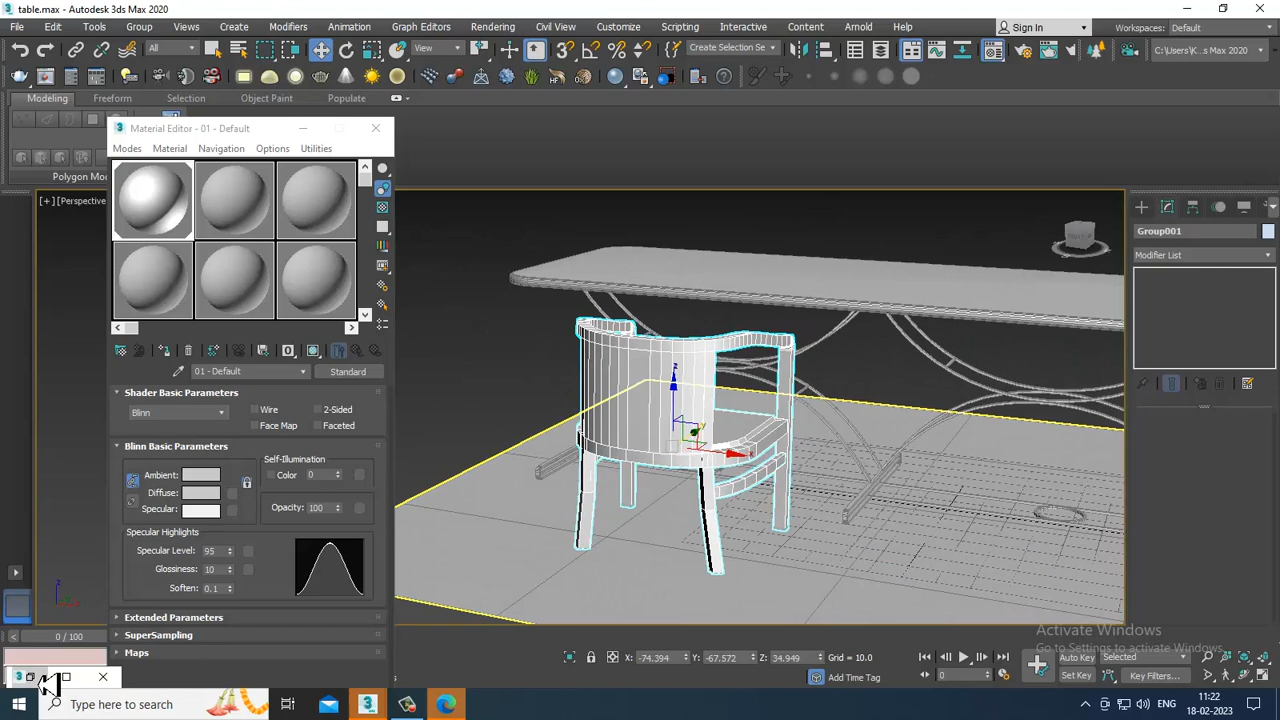 table.max - Autodesk 3ds Max 2020
File Edit Tools Group Views Create Modifiers Animation Graph Editors Rendering Civil View Customize Scripting Interactive Content Arnold Help Sign In Workspaces: Default
All View Create Selection Se C:\Users\K...s Max 2020
Modeling Freeform Selection Object Paint Populate
Polygon Mod
[+] [Perspective
Material Editor - 01 - Default
Modes Material Navigation Options Utilities
01 - Default Standard
Shader Basic Parameters
Blinn Wire 2-Sided
Face Map Faceted
Blinn Basic Parameters
Self-Illumination
Ambient: Color 0
Diffuse:
Specular: Opacity: 100
Specular Highlights
Specular Level: 95
Glossiness: 10
Soften: 0.1
Extended Parameters
SuperSampling
Maps
Group001
Modifier List
z
x
y
0 / 100
X: -74.394 Y: -67.572 Z: 34.949 Grid = 10.0
Add Time Tag
Auto Key Selected
Set Key Key Filters...
0
Activate Windows
Go to Settings to activate Windows.
Type here to search
ENG 11:22
18-02-2023